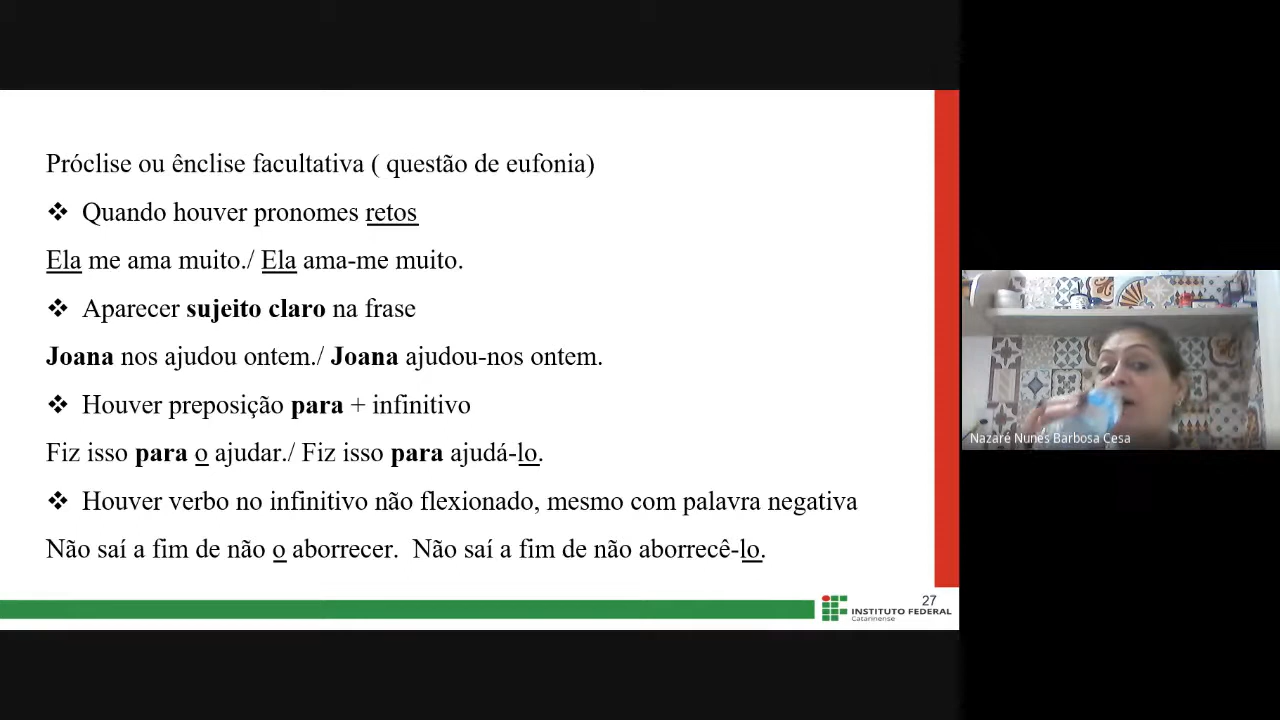 Próclise ou ênclise facultativa ( questão de eufonia)
❖ Quando houver pronomes retos
Ela me ama muito./ Ela ama-me muito.
❖ Aparecer sujeito claro na frase
Joana nos ajudou ontem./ Joana ajudou-nos ontem.
❖ Houver preposição para + infinitivo
Fiz isso para o ajudar./ Fiz isso para ajudá-lo.
❖ Houver verbo no infinitivo não flexionado, mesmo com palavra negativa
Não saí a fim de não o aborrecer.  Não saí a fim de não aborrecê-lo.
27
INSTITUTO FEDERAL
Catarinense
Nazaré Nunes Barbosa Cesa